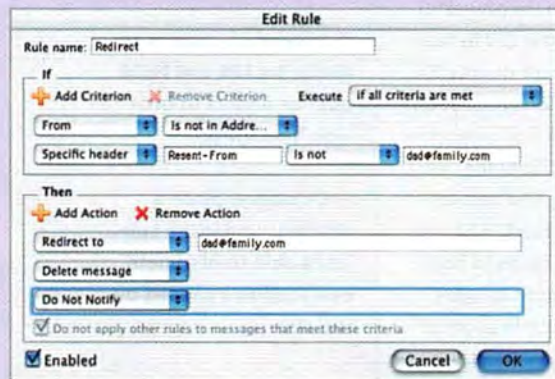 Edit Rule
Rule name: Redirect
If
Add Criterion Remove Criterion Execute if all criteria are met
From Is not in Addre...
Specific header Resent-From Is not dad@family.com
Then
Add Action Remove Action
Redirect to dad@family.com
Delete message
Do Not Notify
Do not apply other rules to messages that meet these criteria
Enabled Cancel OK